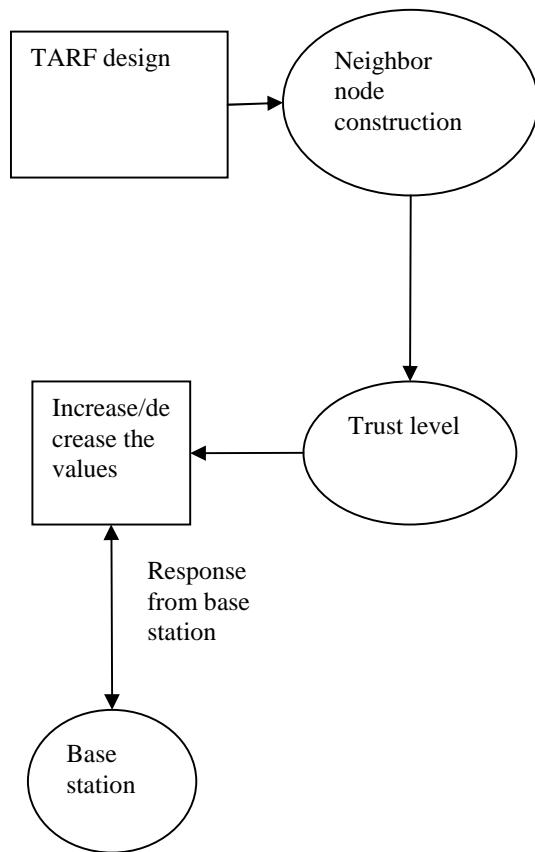 TARF design
Neighbor
node
construction
Increase/de
crease the
values
Trust level
Response
from base
station
Base
station